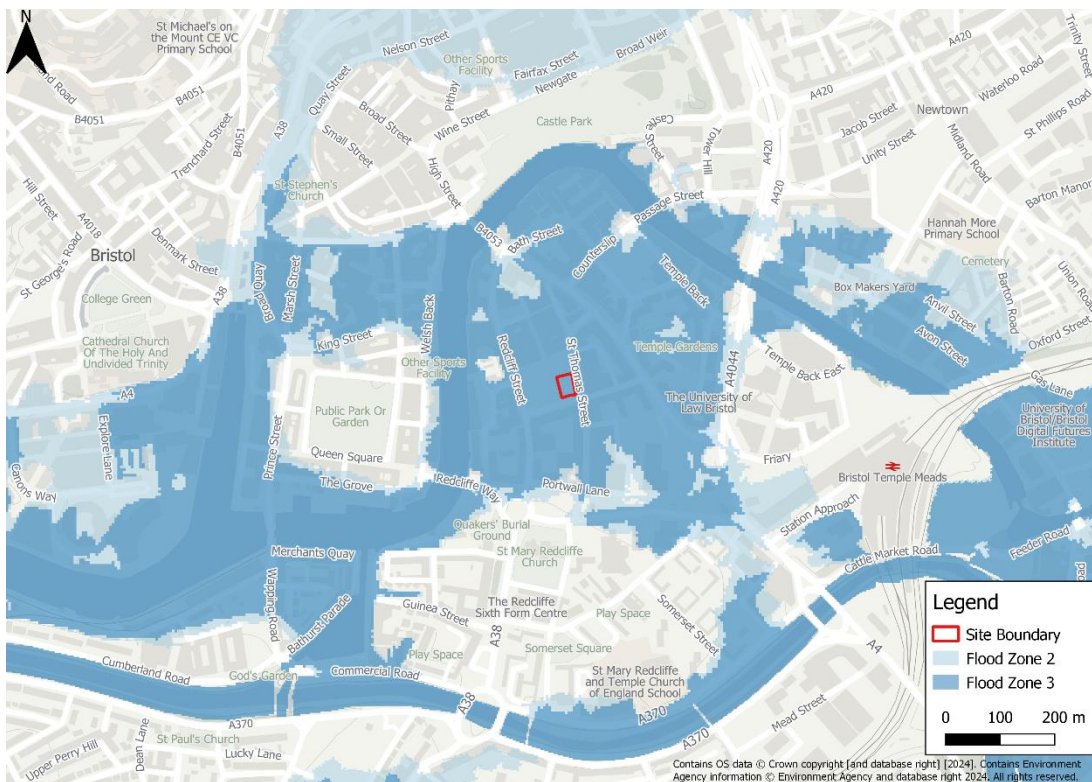 N
St Michael's on
the Mount CE VC
Primary School
Nelson Street
Broad Weir
Other Sports
Facility
Fairfax Street
Newgate
A420
A420
Trinity Street
Waterloo Road
Newtown
St Phillips Road
Jacob Street
Midland Road
Unity Street
Barton Manor
B4051
B4051
A38
Quay Street
Broad Street
Pithay
Small Street
Wine Street
Castle Park
Castle Street
Tower Hill
A420
A420
Trenchard Street
B4051
High Street
St Stephen's
Church
Passage Street
Hannah More
Primary School
Cemetery
Hill Street
A4018
Denmark Street
St George's Road
Bristol
College Green
A38
Broad Quay
Marsh Street
B4053
Bath Street
Counterslip
Temple Back
Box Makers Yard
Anvil Street
Barton Road
Union Road
Avon Street
Oxford Street
Cathedral Church
Of The Holy And
Undivided Trinity
King Street
Welsh Back
Other Sports
Facility
Redcliff Street
St Thomas Street
Temple Gardens
A4044
Temple Back East
Gas Lane
A4
Explore Lane
Canon's Way
Prince Street
Public Park Or
Garden
Queen Square
The Grove
The University of
Law Bristol
Friary
University of
Bristol/Bristol
Digital Futures
Institute
Bristol Temple Meads
Redcliffe Way
Portwall Lane
Station Approach
Quakers' Burial
Ground
Merchants Quay
St Mary Redcliffe
Church
Cattle Market Road
Feeder Road
Wapping Road
Bathurst Parade
Guinea Street
The Redcliffe
Sixth Form Centre
Play Space
Somerset Street
A38
Play Space
Somerset Square
Cumberland Road
God's Garden
Commercial Road
A38
St Mary Redcliffe
and Temple Church
of England School
A370
A370
Mead Street
A4
A370
St Paul's Church
Dean Lane
Lucky Lane
Upper Perry Hill
Legend
Site Boundary
Flood Zone 2
Flood Zone 3
0 100 200 m
Contains OS data © Crown copyright [and database right] [2024]. Contains Environment
Agency information © Environment Agency and database right 2024. All rights reserved